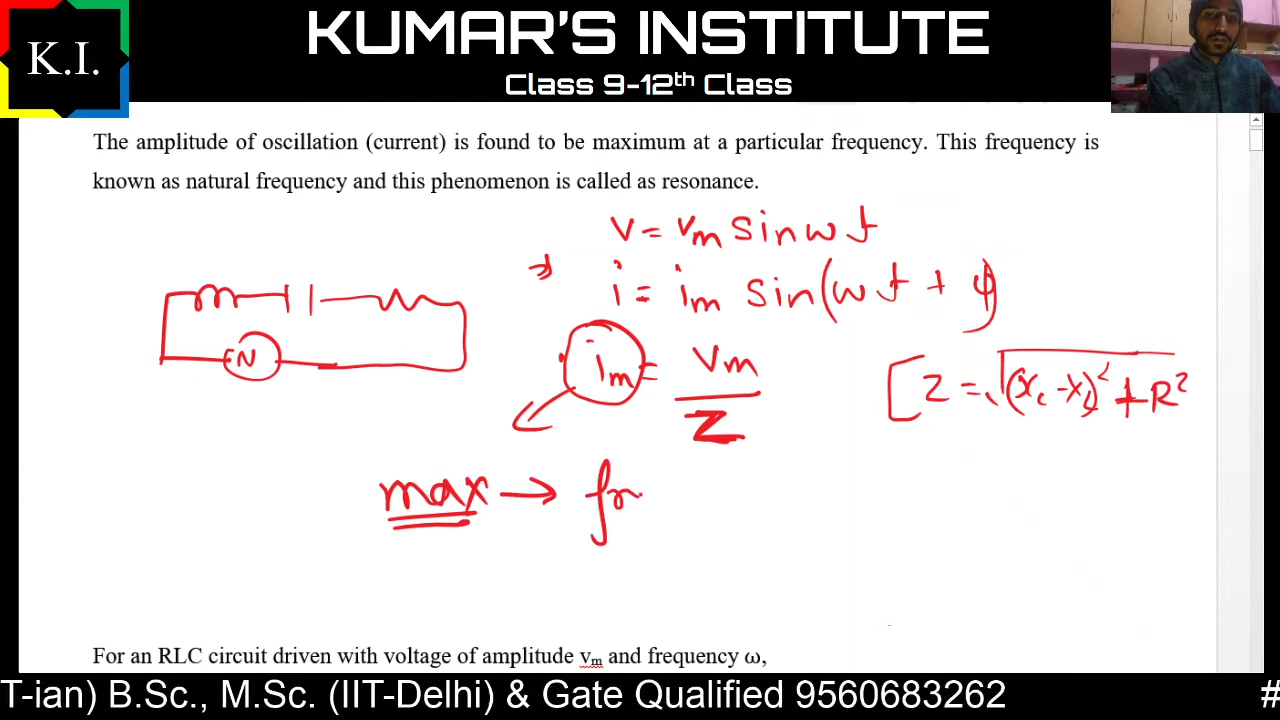 KUMAR'S INSTITUTE
K.I.
Class 9-12th Class
The amplitude of oscillation (current) is found to be maximum at a particular frequency. This frequency is
known as natural frequency and this phenomenon is called as resonance.
v = vm sin ωt
⇒ i = im sin(ωt + φ)
im = vm / Z
[ Z = √(xc - xL)² + R²
N
max → fr
For an RLC circuit driven with voltage of amplitude vm and frequency ω,
T-ian) B.Sc., M.Sc. (IIT-Delhi) & Gate Qualified 9560683262 #